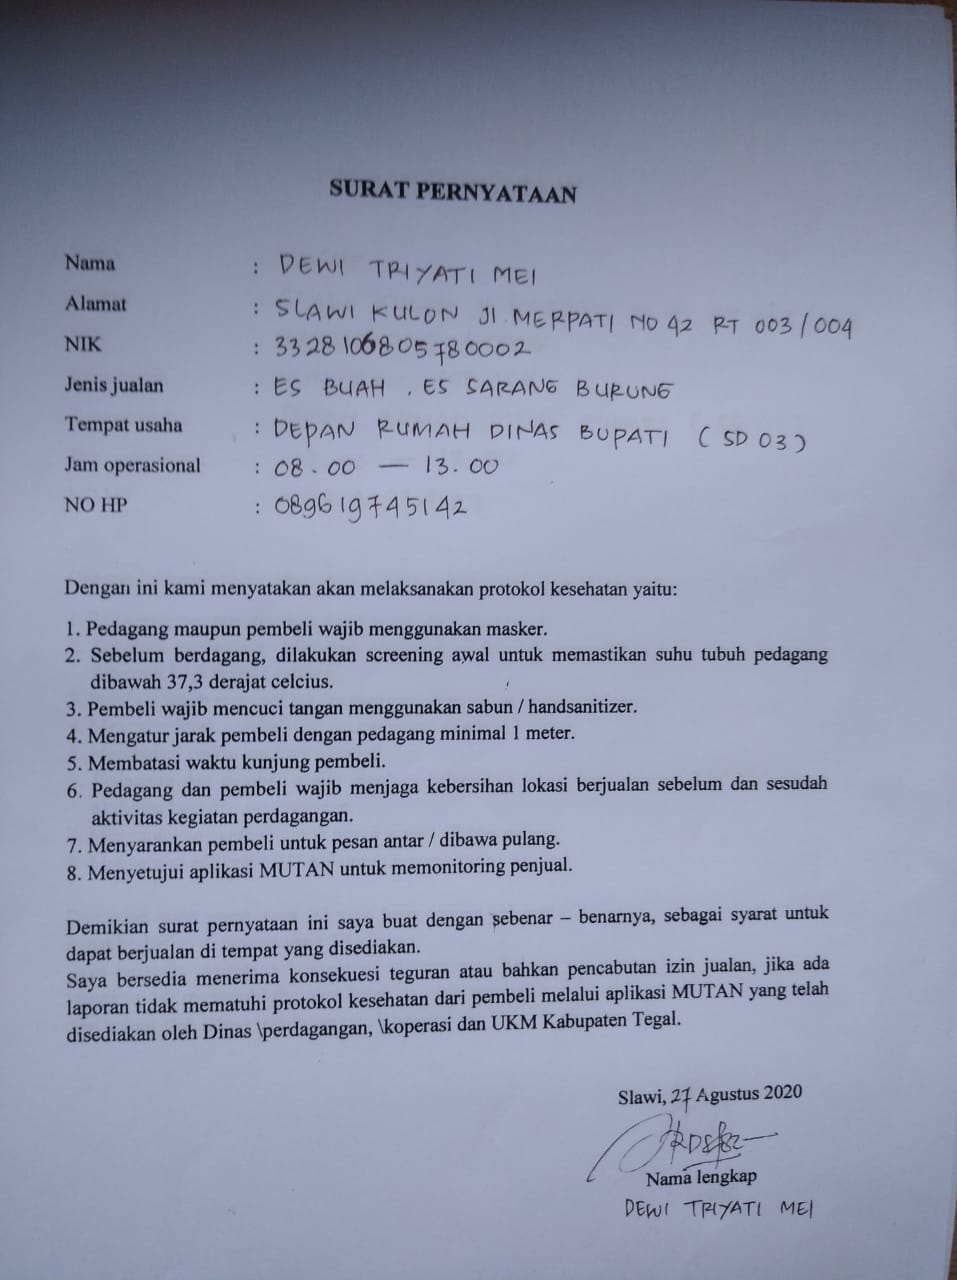 SURAT PERNYATAAN
Nama : DEWI TRIYATI MEI
Alamat : SLAWI KULON Jl. MERPATI NO 42 RT 003/004
NIK : 3328106805780002
Jenis jualan : ES BUAH , ES SARANG BURUNG
Tempat usaha : DEPAN RUMAH DINAS BUPATI ( SD 03 )
Jam operasional : 08.00 — 13.00
NO HP : 089619745142
Dengan ini kami menyatakan akan melaksanakan protokol kesehatan yaitu:
1. Pedagang maupun pembeli wajib menggunakan masker.
2. Sebelum berdagang, dilakukan screening awal untuk memastikan suhu tubuh pedagang
dibawah 37,3 derajat celcius.
3. Pembeli wajib mencuci tangan menggunakan sabun / handsanitizer.
4. Mengatur jarak pembeli dengan pedagang minimal 1 meter.
5. Membatasi waktu kunjung pembeli.
6. Pedagang dan pembeli wajib menjaga kebersihan lokasi berjualan sebelum dan sesudah
aktivitas kegiatan perdagangan.
7. Menyarankan pembeli untuk pesan antar / dibawa pulang.
8. Menyetujui aplikasi MUTAN untuk memonitoring penjual.
Demikian surat pernyataan ini saya buat dengan sebenar – benarnya, sebagai syarat untuk
dapat berjualan di tempat yang disediakan.
Saya bersedia menerima konsekuesi teguran atau bahkan pencabutan izin jualan, jika ada
laporan tidak mematuhi protokol kesehatan dari pembeli melalui aplikasi MUTAN yang telah
disediakan oleh Dinas \perdagangan, \koperasi dan UKM Kabupaten Tegal.
Slawi, 27 Agustus 2020
Nama lengkap
DEWI TRIYATI MEI